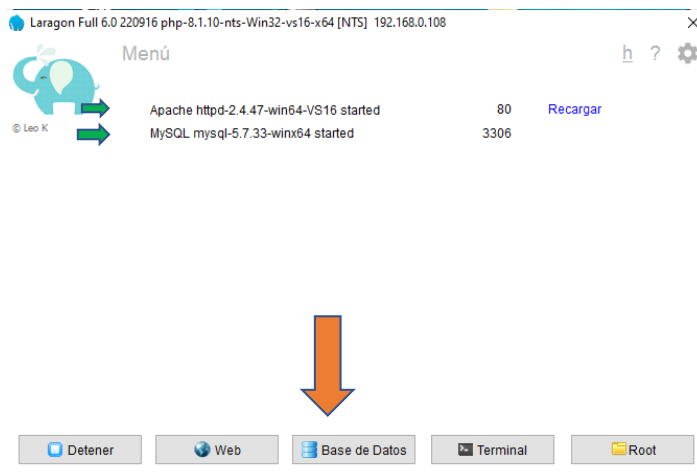 Laragon Full 6.0 220916 php-8.1.10-nts-Win32-vs16-x64 [NTS] 192.168.0.108
Menú h ?
Apache httpd-2.4.47-win64-VS16 started 80 Recargar
© Leo K
MySQL mysql-5.7.33-winx64 started 3306
Detener Web Base de Datos Terminal Root